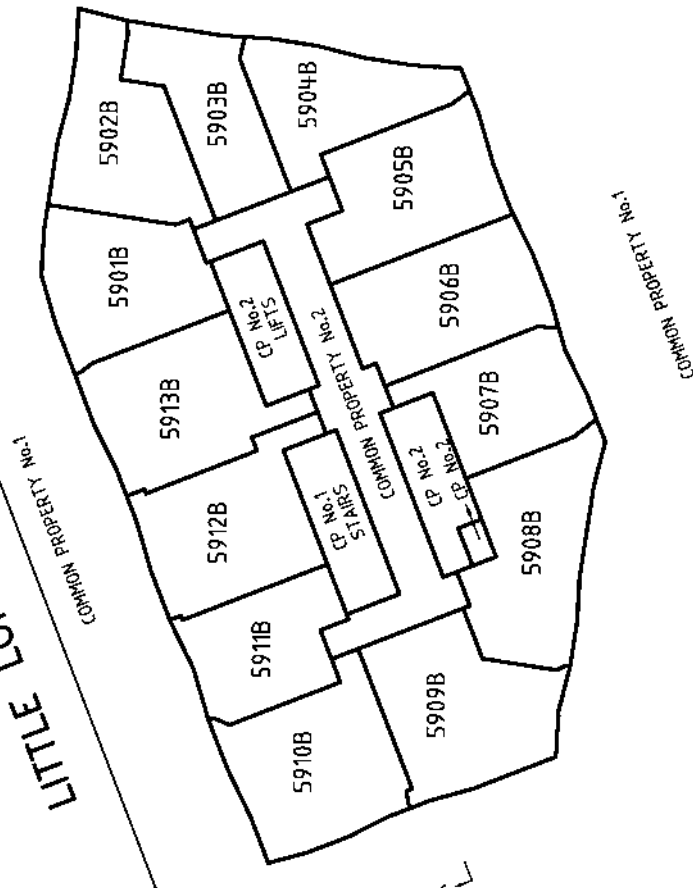 5902B
5903B
5904B
5901B
5905B
CP No.2
LIFTS
5906B
COMMON PROPERTY No.1
5913B
COMMON PROPERTY No.2
5907B
COMMON PROPERTY No.1
5912B
CP No.1
STAIRS
CP No.2
CP No.2
5908B
5911B
LITTLE
5909B
5910B